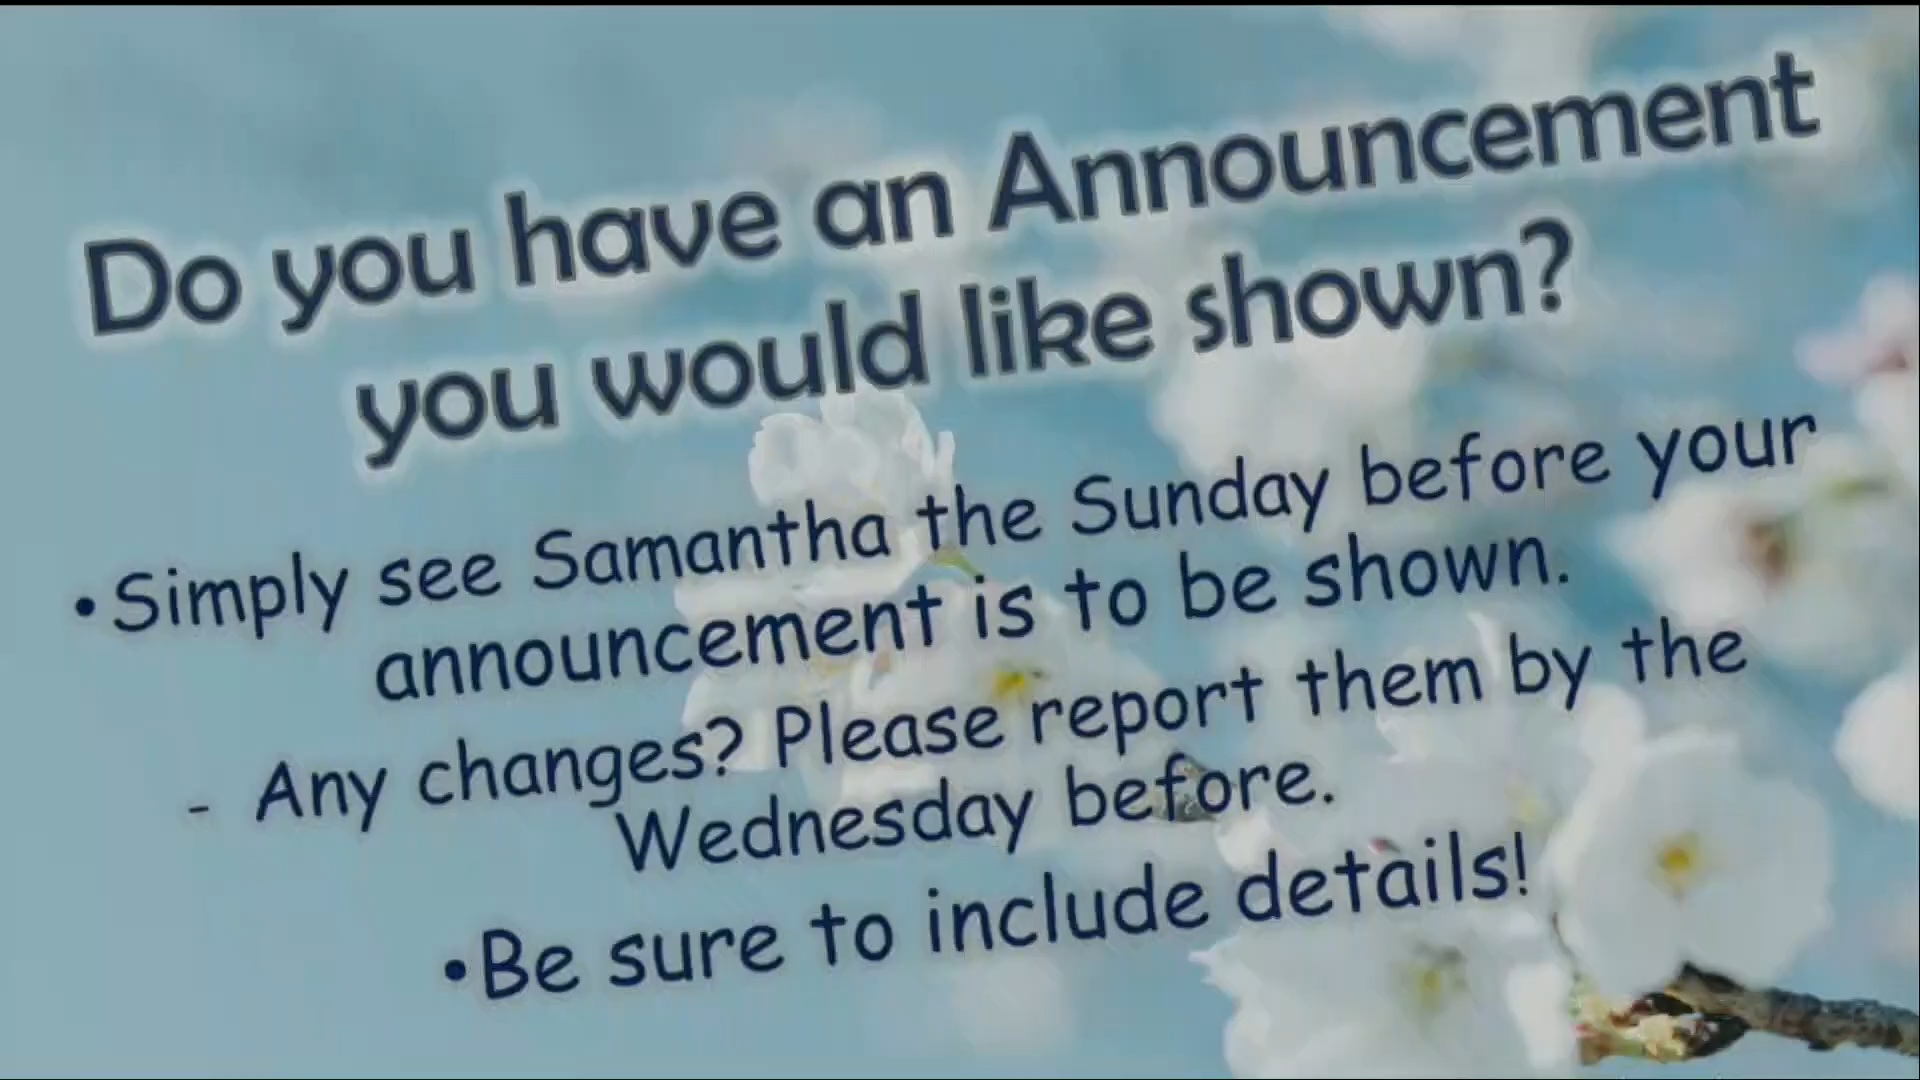 Do you have an Announcement
you would like shown?
•Simply see Samantha the Sunday before your
announcement is to be shown.
- Any changes? Please report them by the
Wednesday before.
•Be sure to include details!